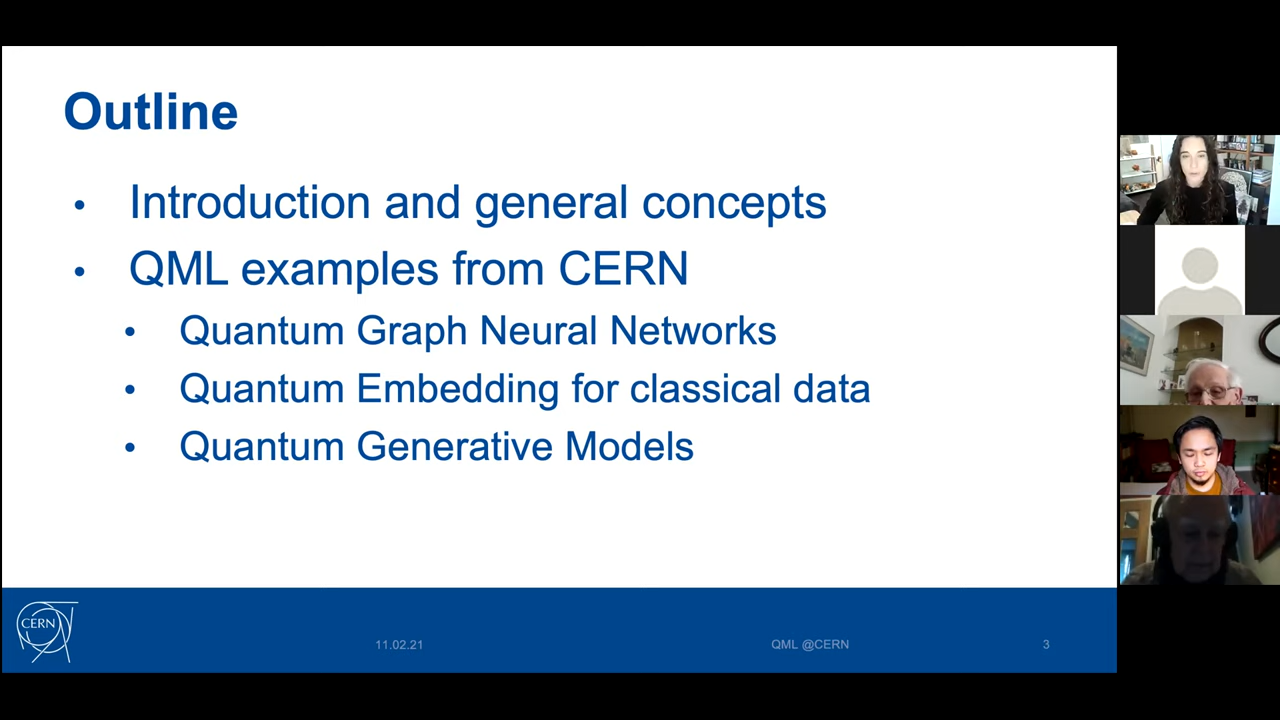 Outline
• Introduction and general concepts
• QML examples from CERN
• Quantum Graph Neural Networks
• Quantum Embedding for classical data
• Quantum Generative Models
CERN
11.02.21
QML @CERN
3